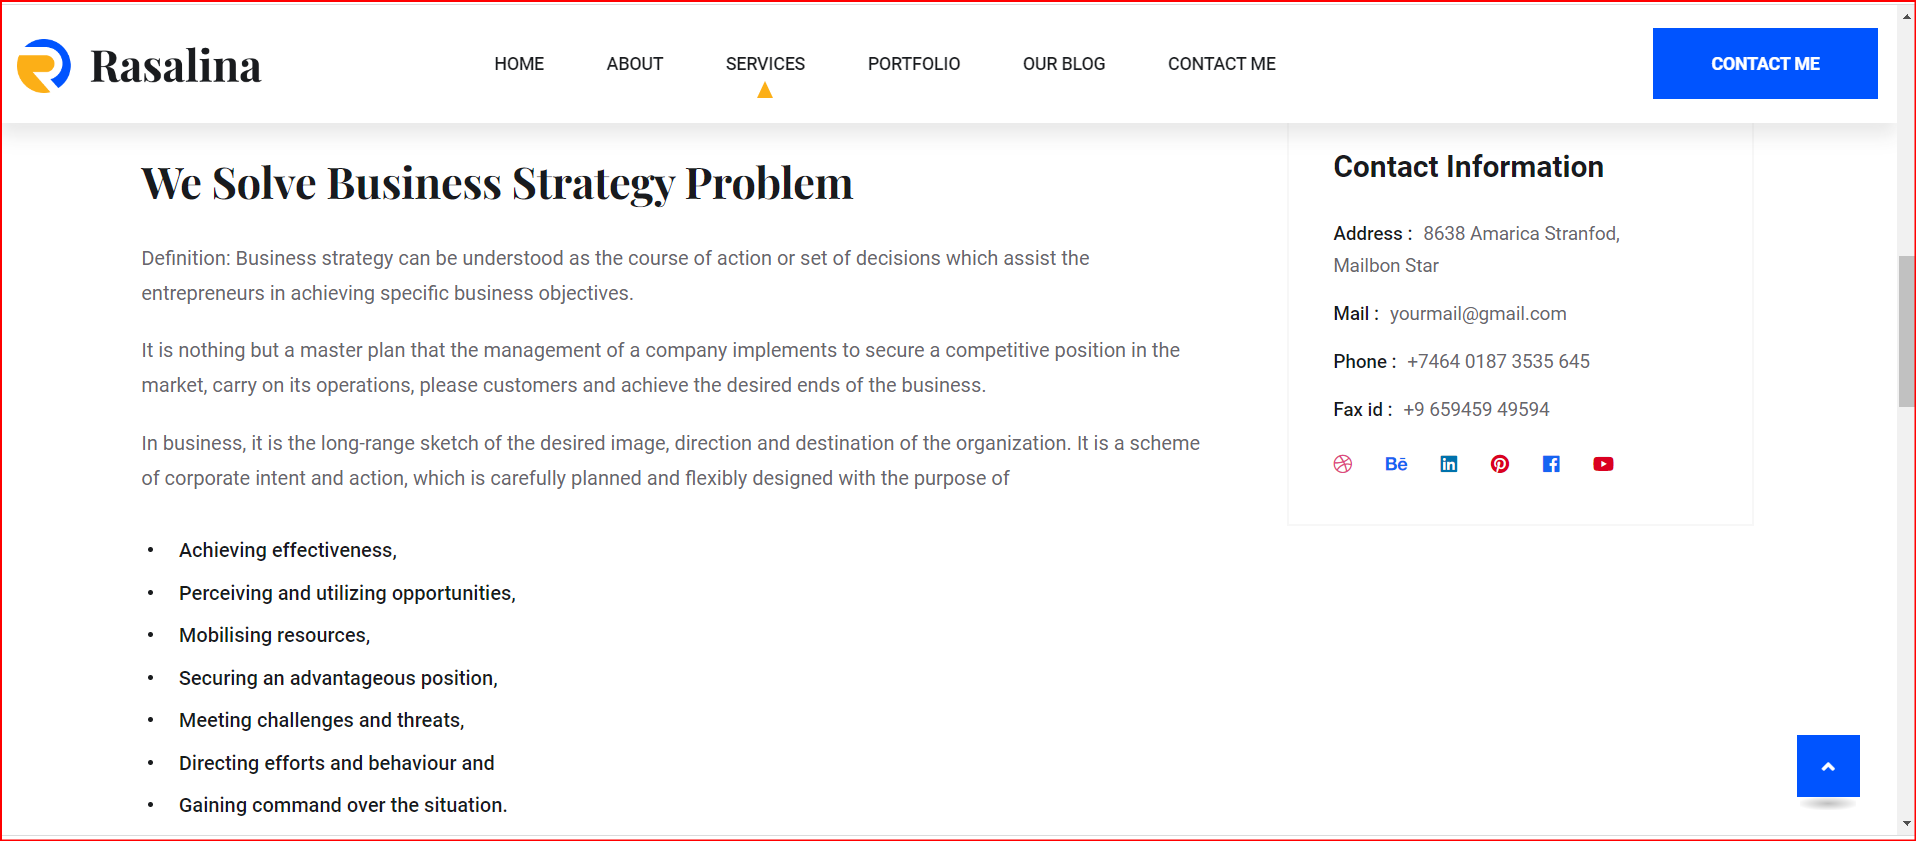 Rasalina
HOME ABOUT SERVICES PORTFOLIO OUR BLOG CONTACT ME
CONTACT ME
We Solve Business Strategy Problem
Definition: Business strategy can be understood as the course of action or set of decisions which assist the
entrepreneurs in achieving specific business objectives.
It is nothing but a master plan that the management of a company implements to secure a competitive position in the
market, carry on its operations, please customers and achieve the desired ends of the business.
In business, it is the long-range sketch of the desired image, direction and destination of the organization. It is a scheme
of corporate intent and action, which is carefully planned and flexibly designed with the purpose of
• Achieving effectiveness,
• Perceiving and utilizing opportunities,
• Mobilising resources,
• Securing an advantageous position,
• Meeting challenges and threats,
• Directing efforts and behaviour and
• Gaining command over the situation.
Contact Information
Address : 8638 Amarica Stranfod,
Mailbon Star
Mail : yourmail@gmail.com
Phone : +7464 0187 3535 645
Fax id : +9 659459 49594
Bē in